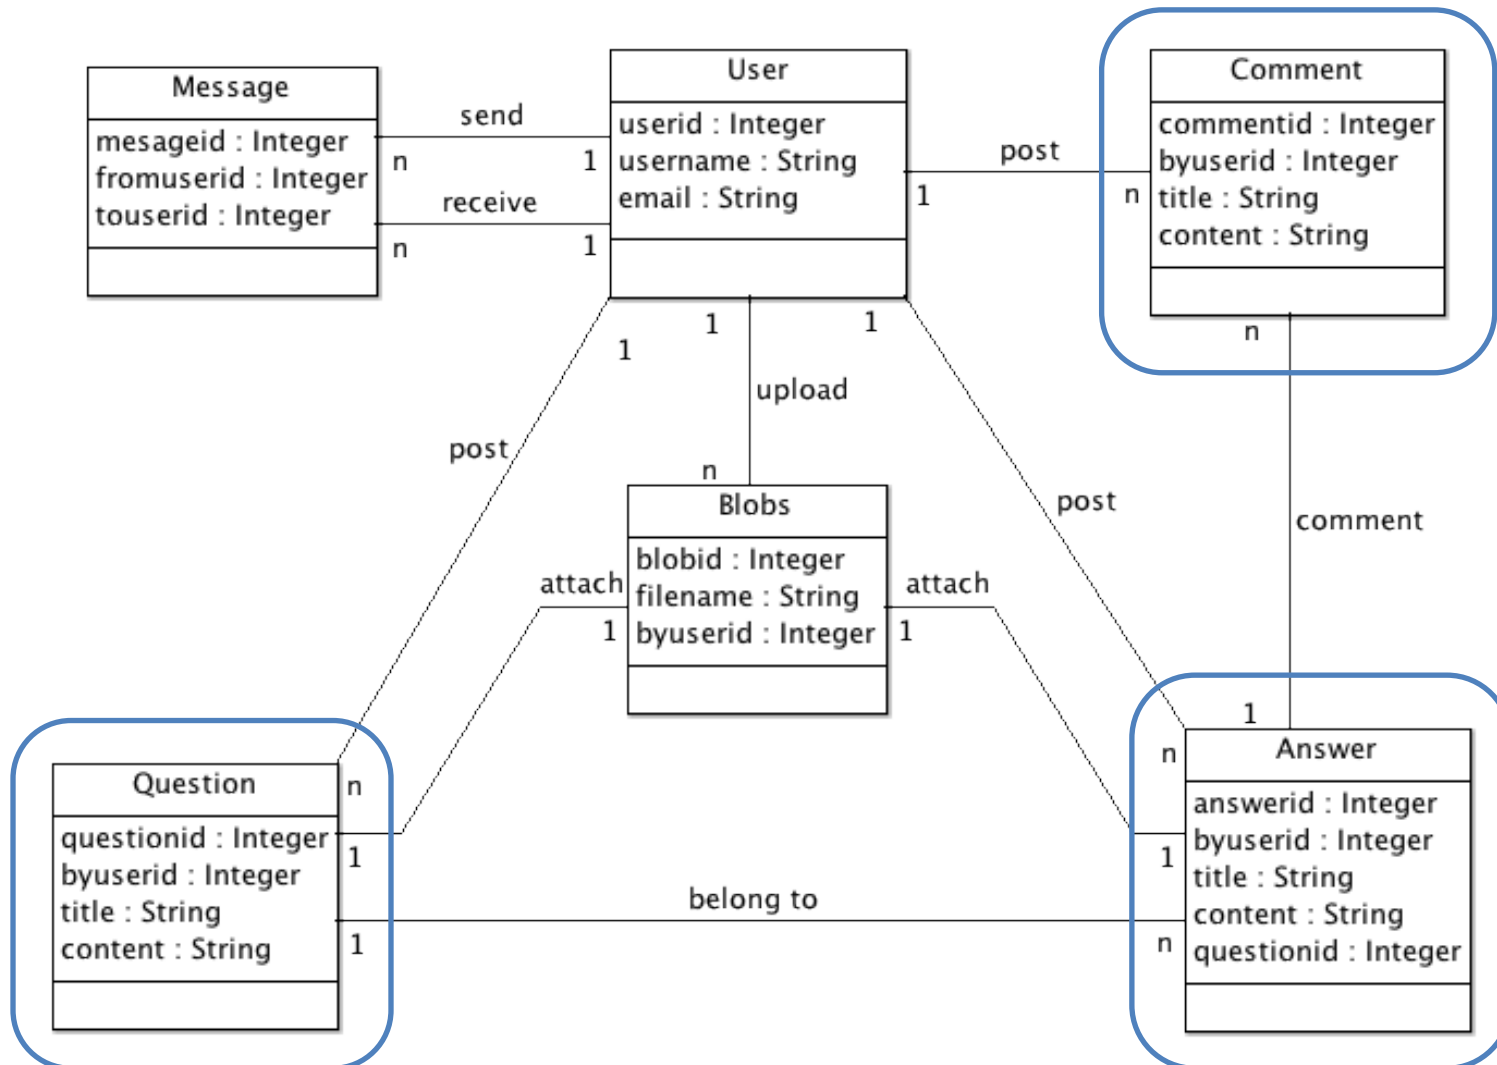 Message
mesageid : Integer
fromuserid : Integer
touserid : Integer
send
n
1
receive
n
1
User
userid : Integer
username : String
email : String
post
1
n
Comment
commentid : Integer
byuserid : Integer
title : String
content : String
1
1
1
n
upload
post
n
post
comment
Blobs
blobid : Integer
filename : String
byuserid : Integer
attach
1
attach
1
Question
questionid : Integer
byuserid : Integer
title : String
content : String
n
1
1
belong to
1
n
1
n
Answer
answerid : Integer
byuserid : Integer
title : String
content : String
questionid : Integer